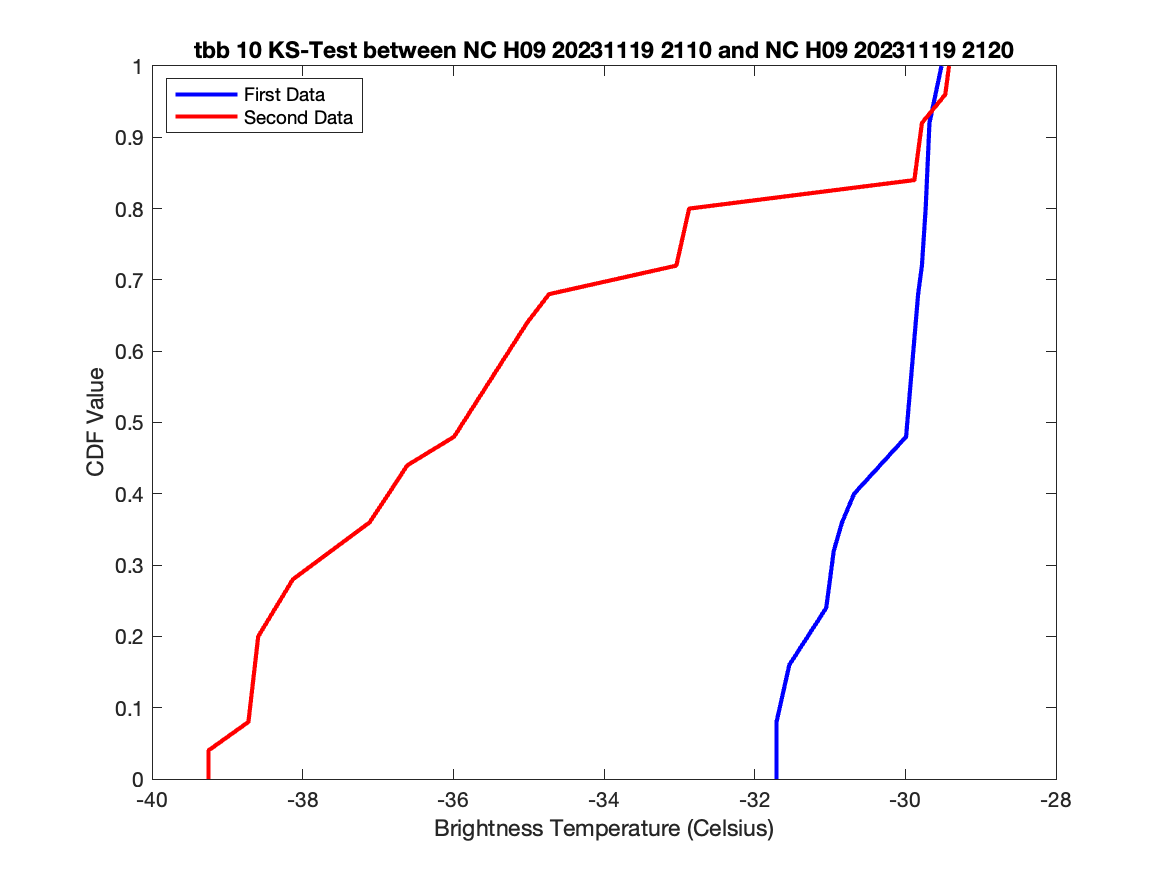 tbb 10 KS-Test between NC H09 20231119 2110 and NC H09 20231119 2120
First Data
Second Data
1
0.9
0.8
0.7
0.6
0.5
0.4
0.3
0.2
0.1
0
CDF Value
-40 -38 -36 -34 -32 -30 -28
Brightness Temperature (Celsius)